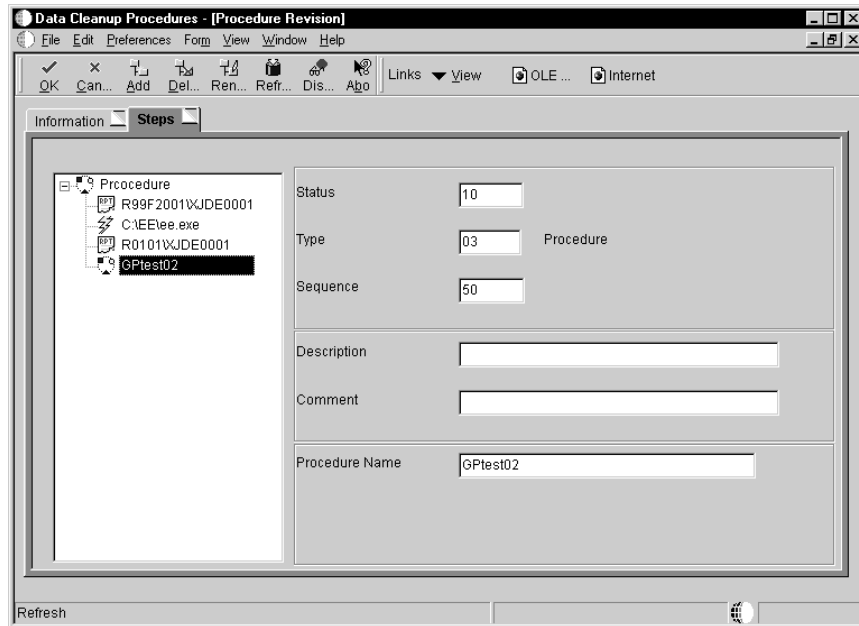 Data Cleanup Procedures - [Procedure Revision]
File Edit Preferences Form View Window Help
OK Can... Add Del... Ren... Refr... Dis... Abo Links View OLE ... Internet
Information Steps
Prcocedure
R99F2001\XJDE0001
C:\EE\ee.exe
R0101\XJDE0001
GPtest02
Status 10
Type 03 Procedure
Sequence 50
Description
Comment
Procedure Name GPtest02
Refresh